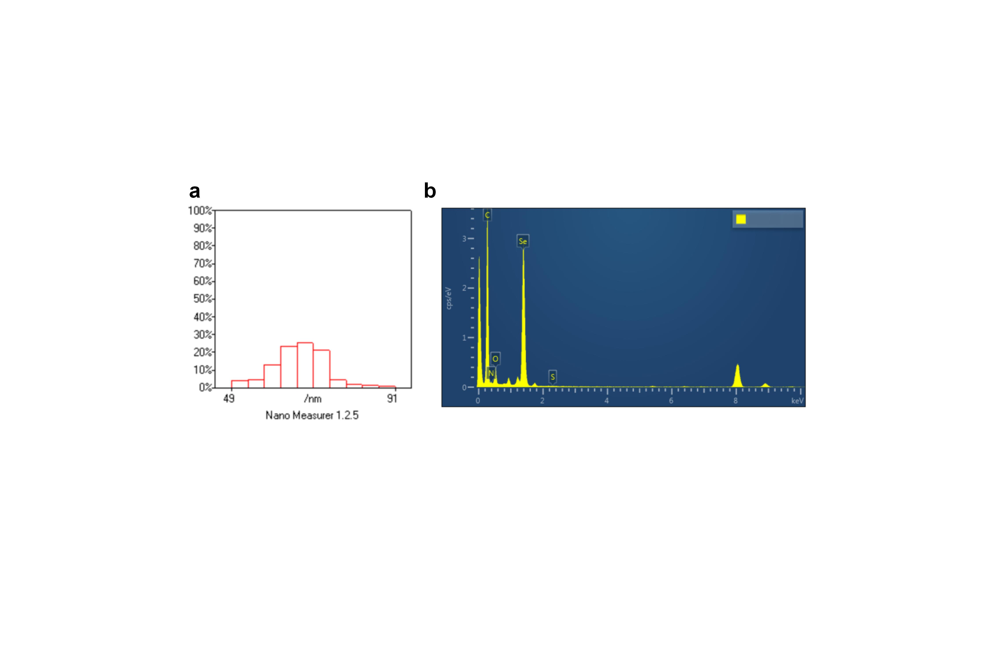 a
100%
90%
80%
70%
60%
50%
40%
30%
20%
10%
0%
49 /nm 91
Nano Measurer 1.2.5
b
C
Se
O
N
S
cps/eV
3
2
1
0
0 2 4 6 8 keV